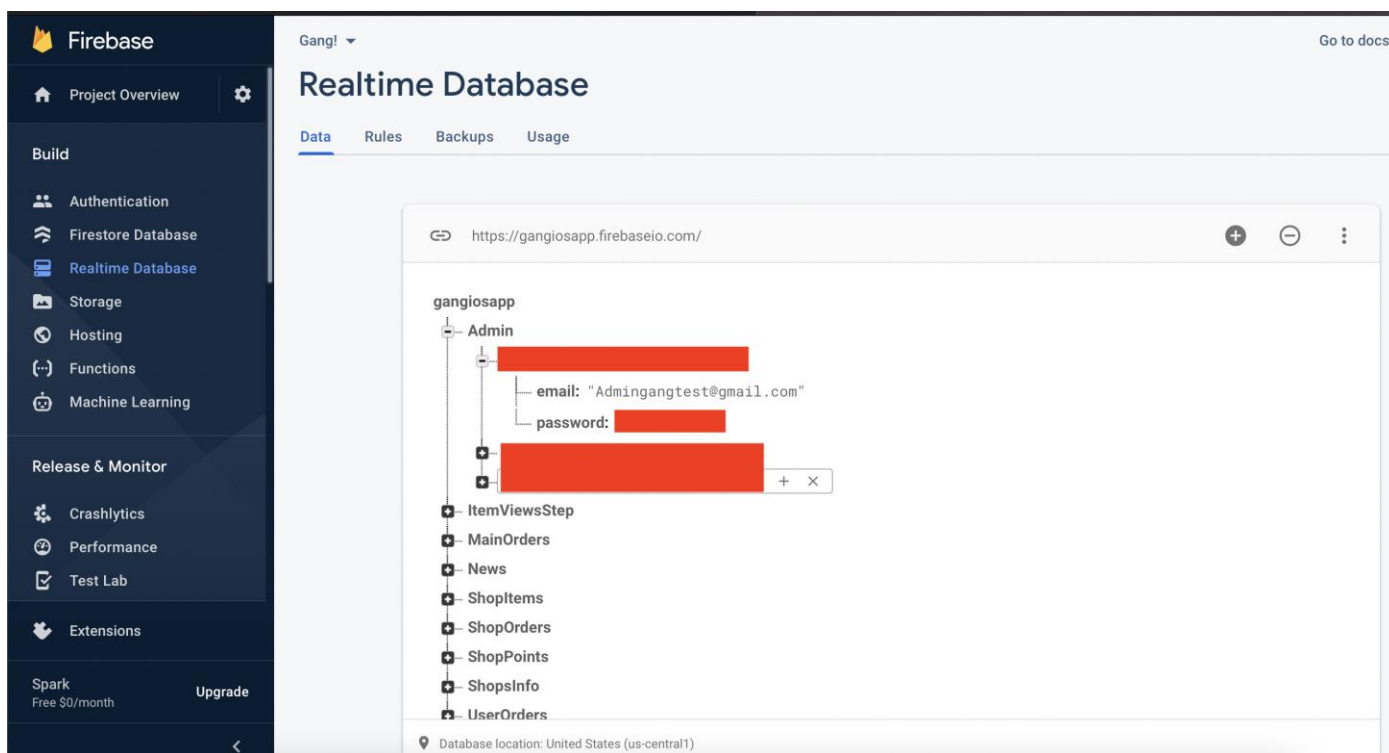 Firebase
Gang!
Go to docs
Project Overview
Realtime Database
Data Rules Backups Usage
Build
Authentication
Firestore Database
Realtime Database
Storage
Hosting
Functions
Machine Learning
Release & Monitor
Crashlytics
Performance
Test Lab
Extensions
Spark
Free $0/month
Upgrade
https://gangiosapp.firebaseio.com/
gangiosapp
Admin
email: "Admingangtest@gmail.com"
password:
ItemViewsStep
MainOrders
News
ShopItems
ShopOrders
ShopPoints
ShopsInfo
UserOrders
Database location: United States (us-central1)